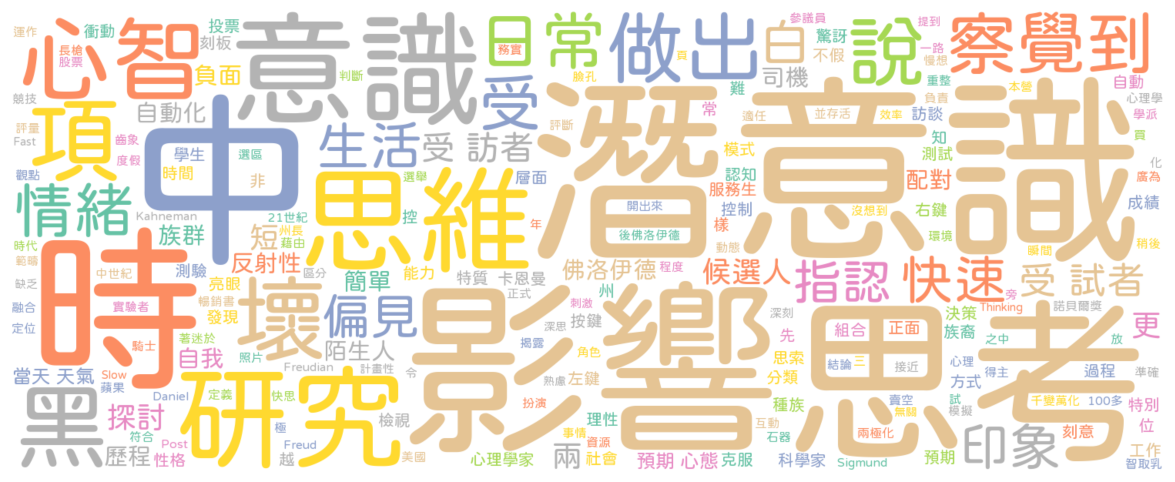 運作
衝動
投票
刻板
長槍
股票
心智
意識
日常
務實
做出
白
參議員
驚訝
不假
提到
一路
慢想
說
察覺到
負面
判斷
受
臉孔
頁
司機
難
重整
自動
本營
心理學
競技
自動化
項
中
潛意識
常
適任
並存活
效率
負責
訪談
學派
買
評量
Fast
齒象
度假
生活
受訪者
評斷
模式
知
測試
化
廣為
觀點
學生
時間
選區
非
思維
選舉
層面
認知
服務生
配對
成績
情緒
Kahneman
21世紀
州長
藉由
控
開出來
後佛洛伊德
控制
樣
沒想到
右鍵
環境
瞬間
稍後
時代
範疇
族群
短
年
動態
時
中世紀
測驗
反射性
區分
簡單
能力
特質
卡恩曼
佛洛伊德
程度
候選人
指認
快速
受試者
缺乏
亮眼
暢銷書
發現
壞
偏見
正式
影響
刺激
州
深刻
旁
Thinking
諾貝爾獎
融合
定位
實驗者
按鍵
深思
揭露
角色
先
組合
正面
決策
族裔
之中
放
更
騎士
著迷於
自我
照片
陌生人
計畫性
Freudian
令
熟慮
左鍵
思索
分類
結論
三
接近
思考
心理
得主
過程
準確
當天
天氣
Slow
蘋果
Daniel
定義
快思
研究
檢視
扮演
理性
種族
互動
賣空
無關
方式
試
模擬
千變萬化
100多
特別
位
黑
探討
符合
極
事情
石器
兩極化
刻意
歷程
Post
性格
越
Freud
美國
心理學家
兩
資源
社會
預期
心態
克服
科學家
Sigmund
預期
印象
工作
智取乳